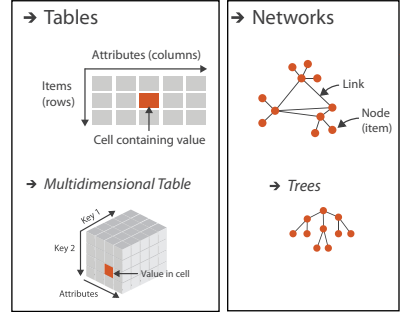 → Tables
Attributes (columns)
Items
(rows)
Cell containing value
→ Multidimensional Table
Key 1
Key 2
Value in cell
Attributes
→ Networks
Link
Node
(item)
→ Trees